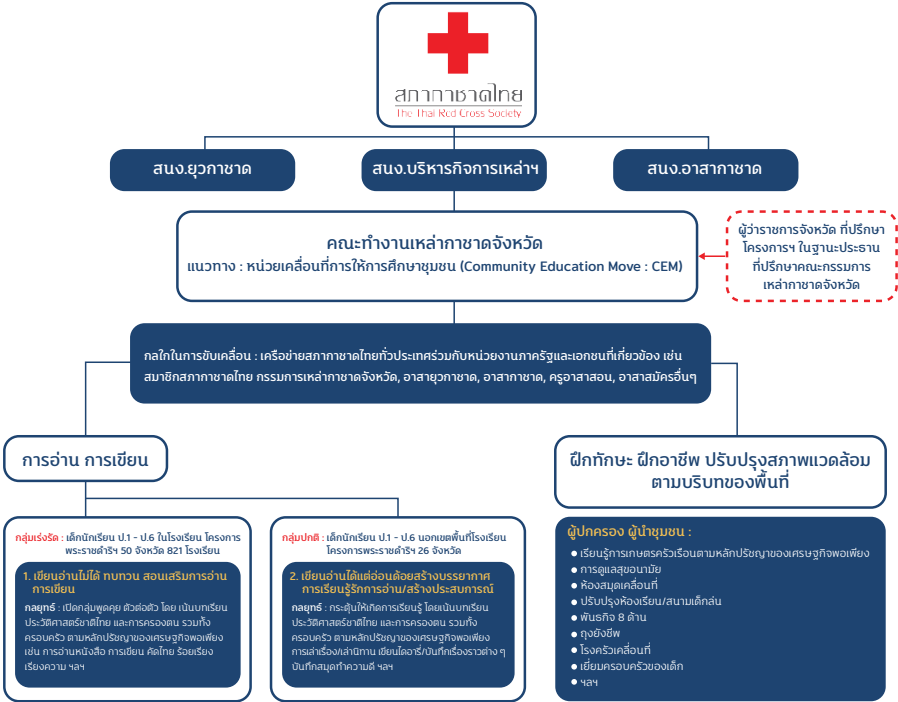 สภากาชาดไทย
The Thai Red Cross Society
สนง.ยุวกาชาด
สนง.บริหารกิจการเหล่าฯ
สนง.อาสากาชาด
คณะทำงานเหล่ากาชาดจังหวัด
แนวทาง : หน่วยเคลื่อนที่การให้การศึกษาชุมชน (Community Education Move : CEM)
ผู้ว่าราชการจังหวัด ที่ปรึกษา
โครงการฯ ในฐานะประธาน
ที่ปรึกษาคณะกรรมการ
เหล่ากาชาดจังหวัด
กลไกในการขับเคลื่อน : เครือข่ายสภากาชาดไทยทั่วประเทศร่วมกับหน่วยงานภาครัฐและเอกชนที่เกี่ยวข้อง เช่น
สมาชิกสภากาชาดไทย กรรมการเหล่ากาชาดจังหวัด, อาสายุวกาชาด, อาสากาชาด, ครูอาสาสอน, อาสาสมัครอื่นๆ
การอ่าน การเขียน
กลุ่มเร่งรัด : เด็กนักเรียน ป.1 - ป.6 ในโรงเรียน โครงการ
พระราชดำริฯ 50 จังหวัด 821 โรงเรียน
1. เขียนอ่านไม่ได้ ทบทวน สอนเสริมการอ่าน
การเขียน
กลยุทธ์ : เปิดกลุ่มพูดคุย ตัวต่อตัว โดย เน้นบทเรียน
ประวัติศาสตร์ชาติไทย และการครองตน รวมทั้ง
ครอบครัว ตามหลักปรัชญาของเศรษฐกิจพอเพียง
เช่น การอ่านหนังสือ การเขียน คัดไทย ร้อยเรียง
เรียงความ ฯลฯ
กลุ่มปกติ : เด็กนักเรียน ป.1 - ป.6 นอกเขตพื้นที่โรงเรียน
โครงการพระราชดำริฯ 26 จังหวัด
2. เขียนอ่านได้แต่อ่อนด้อยสร้างบรรยากาศ
การเรียนรู้รักการอ่าน/สร้างประสบการณ์
กลยุทธ์ : กระตุ้นให้เกิดการเรียนรู้ โดยเน้นบทเรียน
ประวัติศาสตร์ชาติไทย และการครองตน รวมทั้ง
ครอบครัว ตามหลักปรัชญาของเศรษฐกิจพอเพียง
การเล่าเรื่อง/เล่านิทาน เขียนไดอารี่/บันทึกเรื่องราวต่าง ๆ
บันทึกสมุดทำความดี ฯลฯ
ฝึกทักษะ ฝึกอาชีพ ปรับปรุงสภาพแวดล้อม
ตามบริบทของพื้นที่
ผู้ปกครอง ผู้นำชุมชน :
● เรียนรู้การเกษตรครัวเรือนตามหลักปรัชญาของเศรษฐกิจพอเพียง
● การดูแลสุขอนามัย
● ห้องสมุดเคลื่อนที่
● ปรับปรุงห้องเรียน/สนามเด็กเล่น
● พันธกิจ 8 ด้าน
● ถุงยังชีพ
● โรงครัวเคลื่อนที่
● เยี่ยมครอบครัวของเด็ก
● ฯลฯ